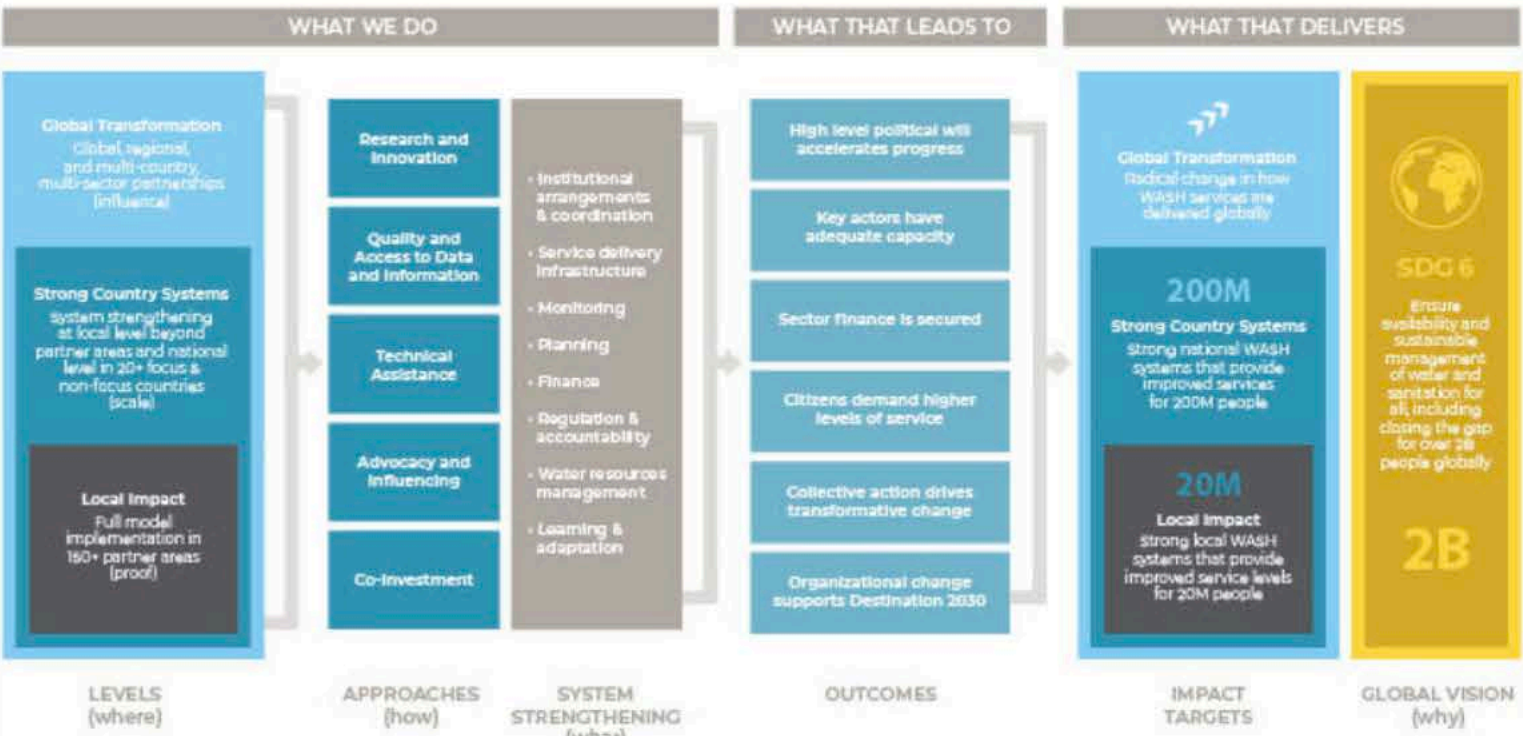 WHAT WE DO
WHAT THAT LEADS TO
WHAT THAT DELIVERS
Global Transformation
Global, regional,
and multi-country,
multi-sector partnerships
(influence)
Strong Country Systems
system strengthening
at local level beyond
partner areas and national
level in 20+ focus &
non-focus countries
(scale)
Local Impact
Full model
implementation in
150+ partner areas
(proof)
LEVELS
(where)
Research and
Innovation
Quality and
Access to Data
and Information
Technical
Assistance
Advocacy and
Influencing
Co-Investment
APPROACHES
(how)
• Institutional
arrangements
& coordination
• Service delivery
infrastructure
• Monitoring
• Planning
• Finance
• Regulation &
accountability
• Water resources
management
• Learning &
adaptation
SYSTEM
STRENGTHENING
High level political will
accelerates progress
Key actors have
adequate capacity
Sector finance is secured
Citizens demand higher
levels of service
Collective action drives
transformative change
Organizational change
supports Destination 2030
OUTCOMES
Global Transformation
Radical change in how
WASH services are
delivered globally
200M
Strong Country Systems
Strong national WASH
systems that provide
improved services
for 200M people
20M
Local Impact
Strong local WASH
systems that provide
improved service levels
for 20M people
IMPACT
TARGETS
SDG 6
Ensure
availability and
sustainable
management
of water and
sanitation for
all, including
closing the gap
for over 2B
people globally
2B
GLOBAL VISION
(why)